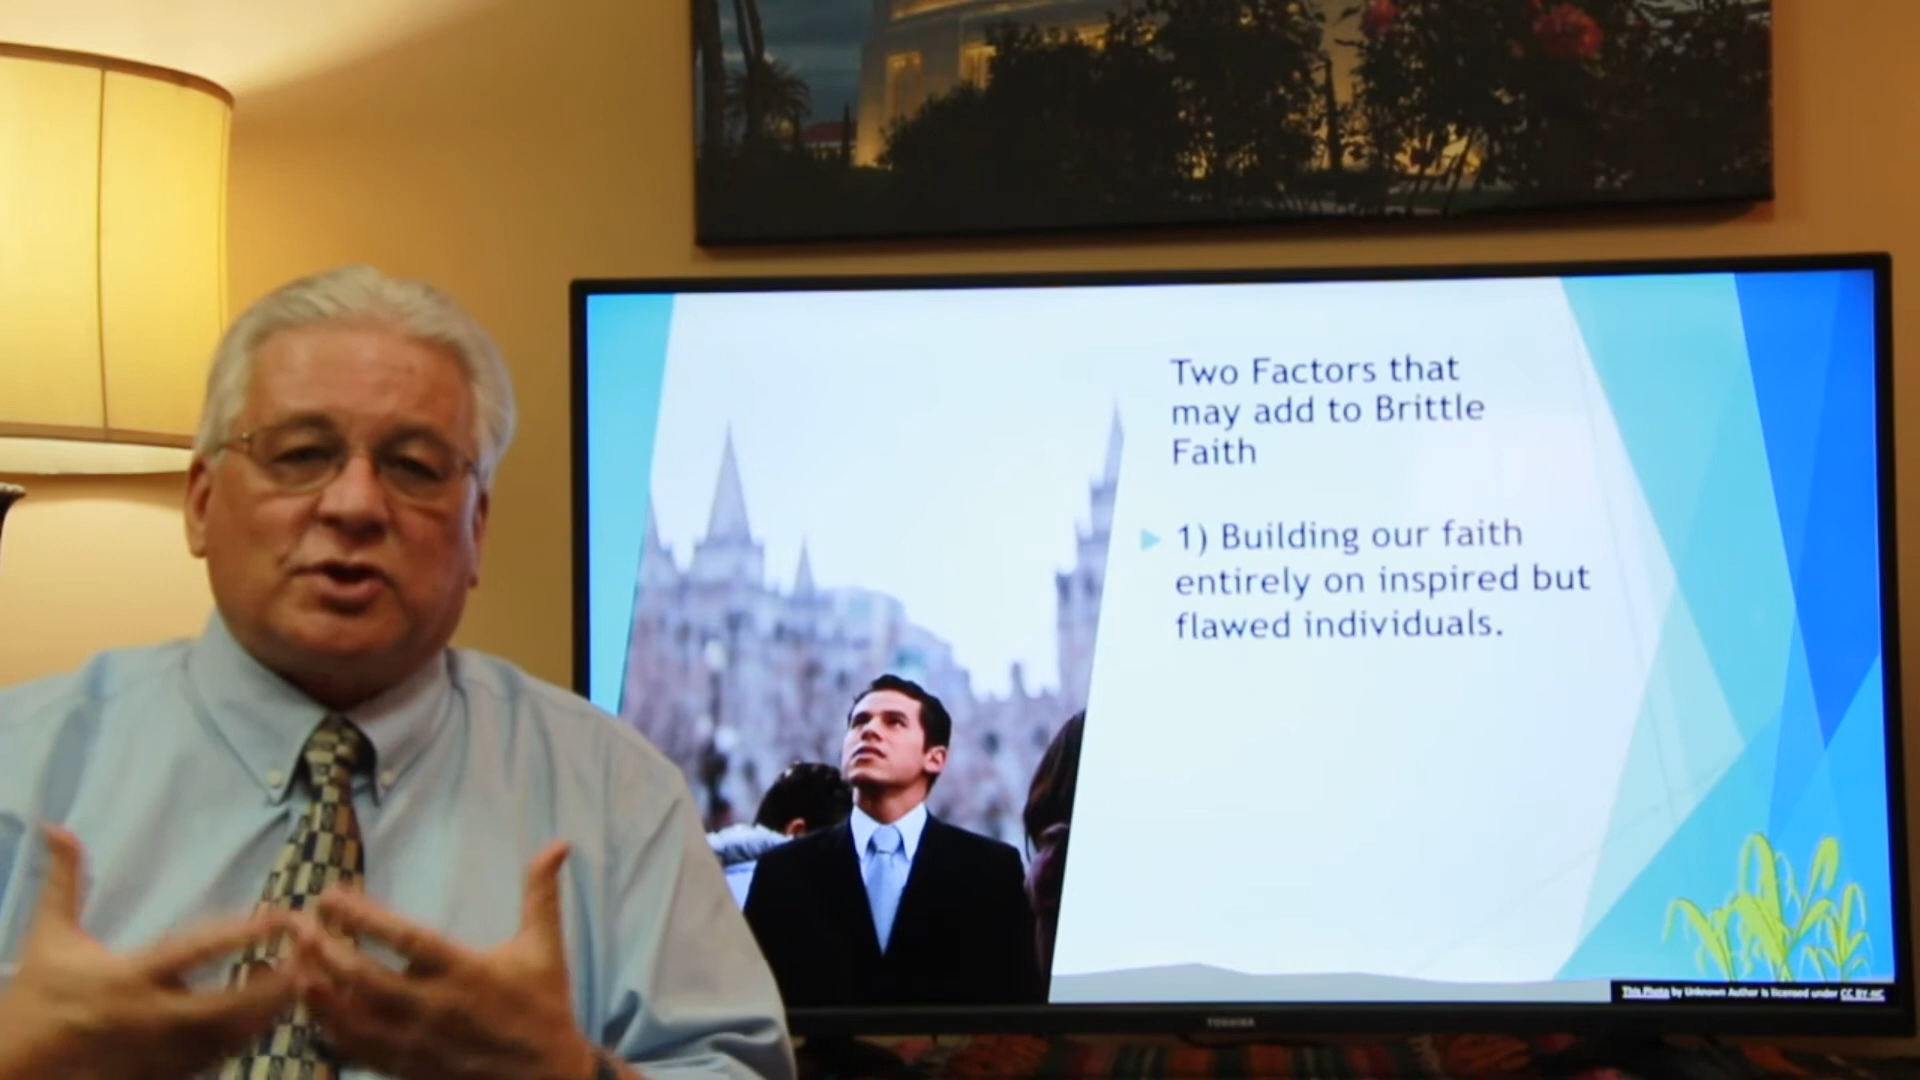 Two Factors that
may add to Brittle
Faith
1) Building our faith
entirely on inspired but
flawed individuals.
This Photo by Unknown Author is licensed under CC BY-NC
TOSHIBA